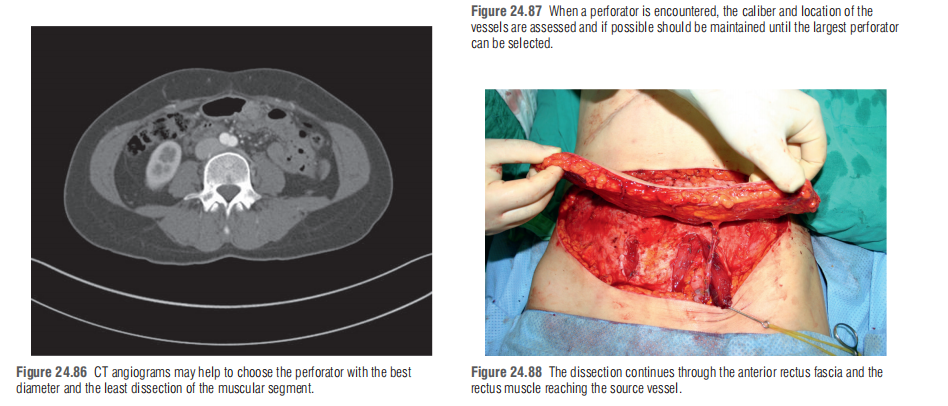 Figure 24.87 When a perforator is encountered, the caliber and location of the
vessels are assessed and if possible should be maintained until the largest perforator
can be selected.
Figure 24.86 CT angiograms may help to choose the perforator with the best
diameter and the least dissection of the muscular segment.
Figure 24.88 The dissection continues through the anterior rectus fascia and the
rectus muscle reaching the source vessel.